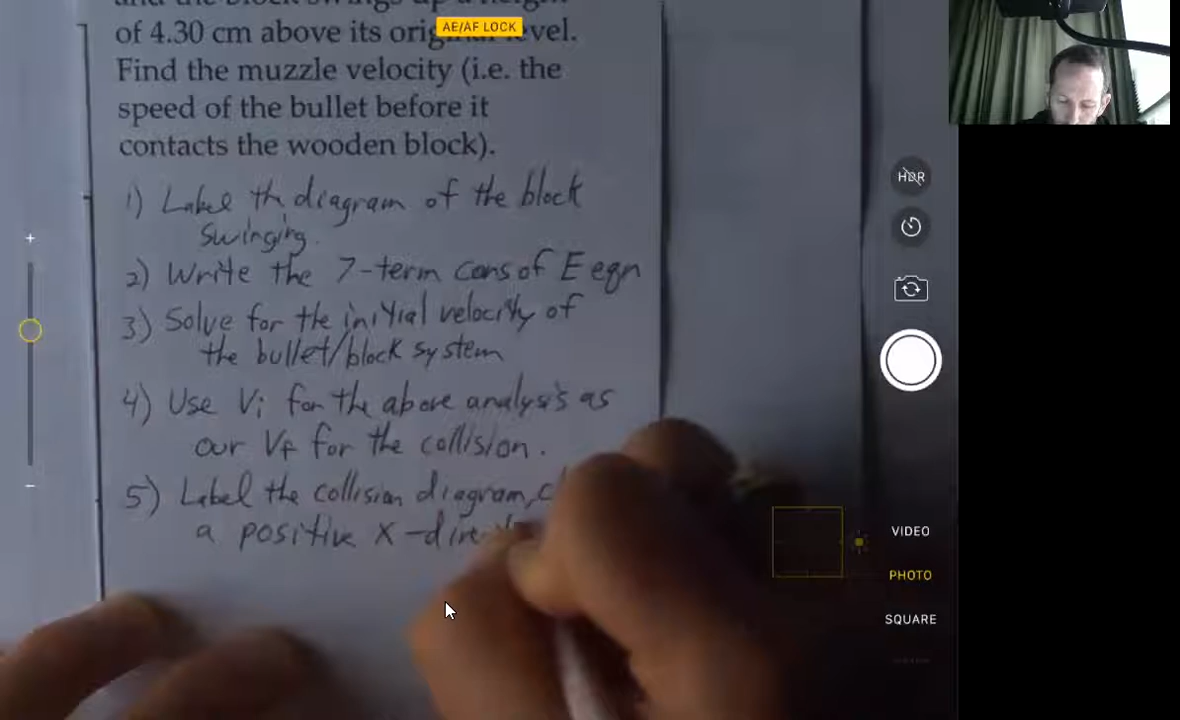 of 4.30 cm above its original level.
AE/AF LOCK
Find the muzzle velocity (i.e. the
speed of the bullet before it
contacts the wooden block).
1) Label th diagram of the block
swinging.
2) Write the 7-term cons of E eqn
3) Solve for the initial velocity of
the bullet/block system
4) Use Vi for the above analysis as
our Vf for the collision.
5) Label the collision diagram,
a positive X-dire
HDR
VIDEO
PHOTO
SQUARE